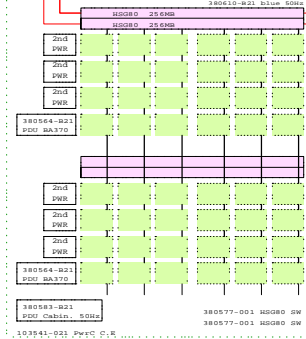 380610-B21 blue 50Hz
HSG80 256MB
HSG80 256MB
2nd
PWR
2nd
PWR
2nd
PWR
380564-B21
PDU BA370
2nd
PWR
2nd
PWR
2nd
PWR
380564-B21
PDU BA370
380583-B21
PDU Cabin. 50Hz
380577-001 HSG80 SW
380577-001 HSG80 SW
103541-021 PwrC C.E